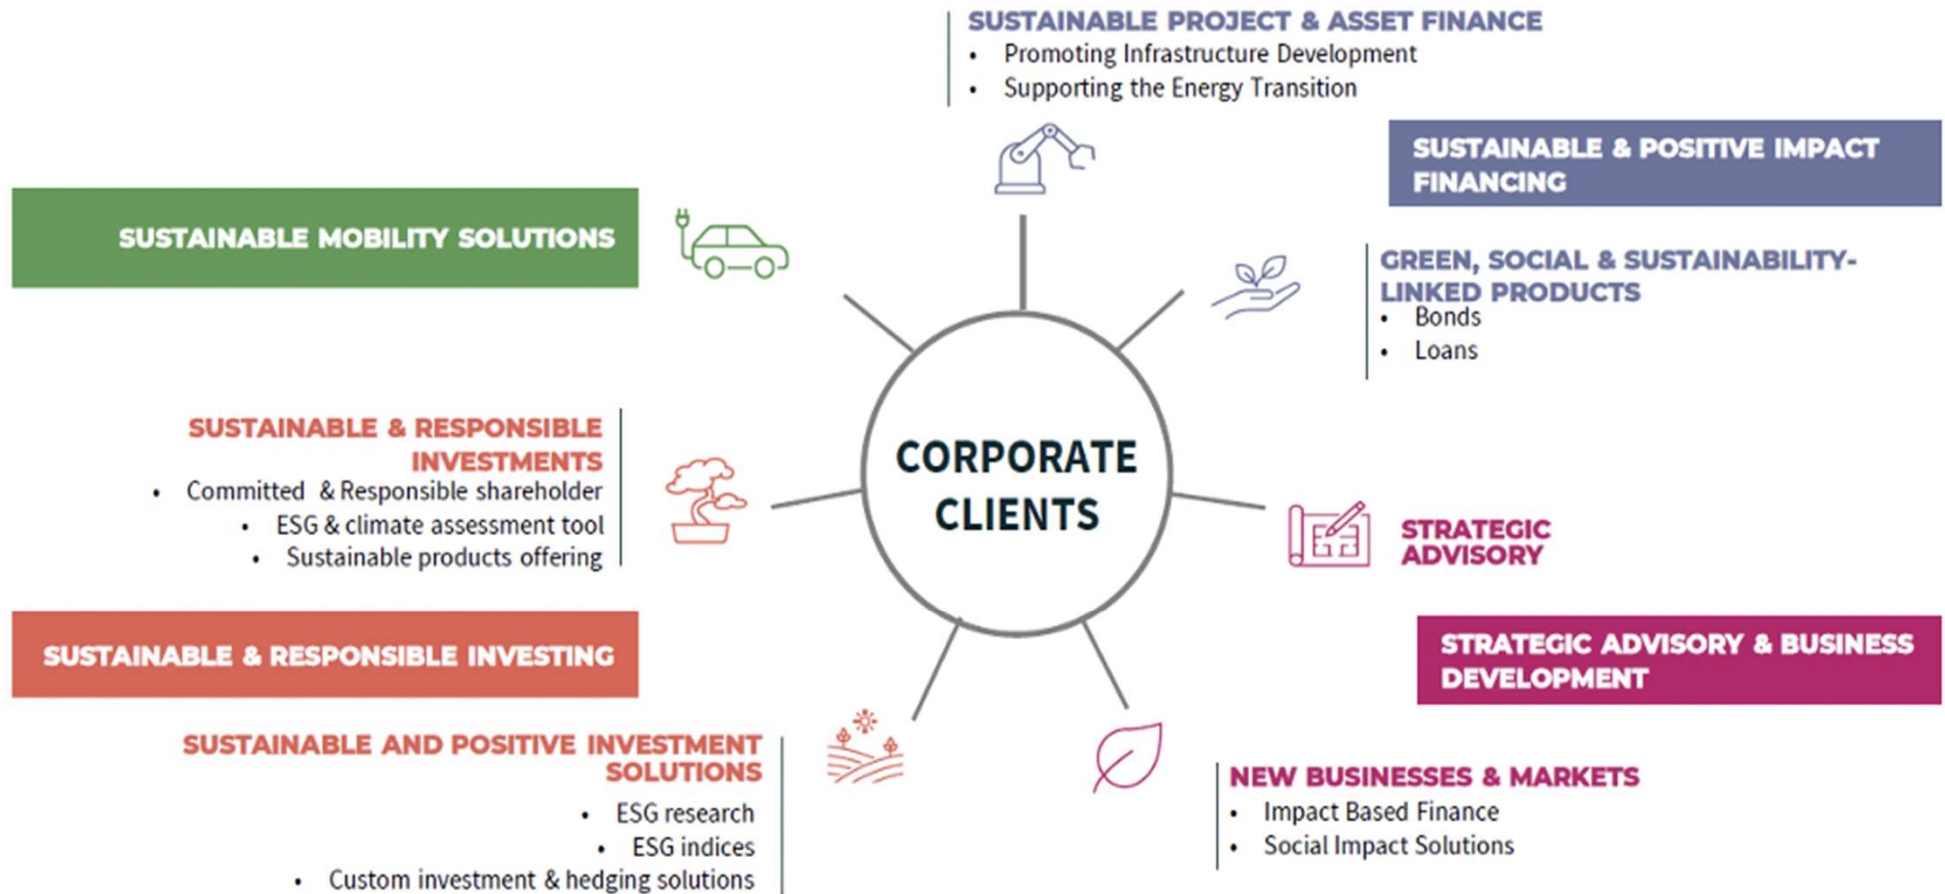 SUSTAINABLE PROJECT & ASSET FINANCE
• Promoting Infrastructure Development
• Supporting the Energy Transition
SUSTAINABLE & POSITIVE IMPACT
FINANCING
SUSTAINABLE MOBILITY SOLUTIONS
GREEN, SOCIAL & SUSTAINABILITY-
LINKED PRODUCTS
• Bonds
• Loans
SUSTAINABLE & RESPONSIBLE
INVESTMENTS
• Committed & Responsible shareholder
• ESG & climate assessment tool
• Sustainable products offering
CORPORATE
CLIENTS
STRATEGIC
ADVISORY
SUSTAINABLE & RESPONSIBLE INVESTING
STRATEGIC ADVISORY & BUSINESS
DEVELOPMENT
SUSTAINABLE AND POSITIVE INVESTMENT
SOLUTIONS
• ESG research
• ESG indices
• Custom investment & hedging solutions
NEW BUSINESSES & MARKETS
• Impact Based Finance
• Social Impact Solutions